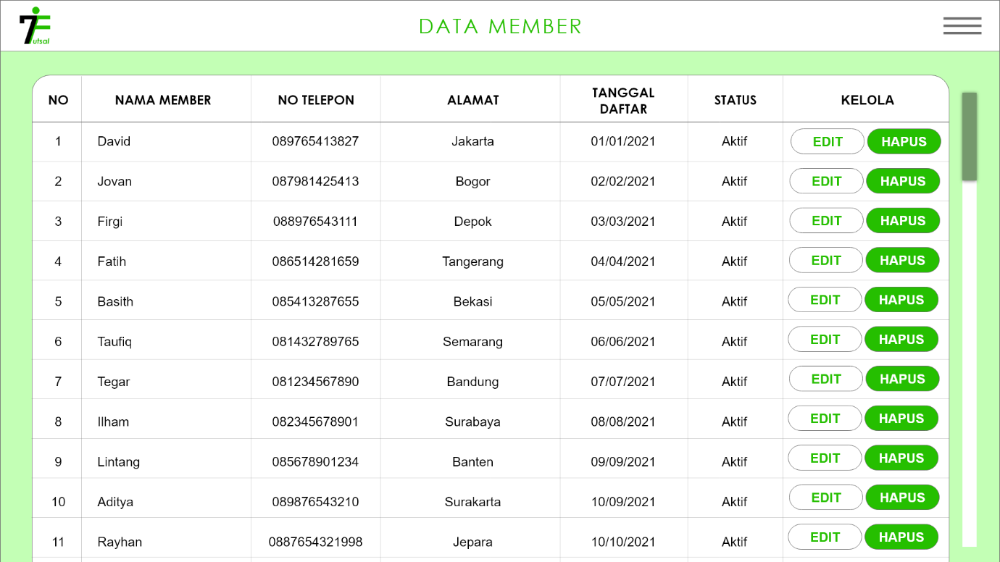 7F utsal
DATA MEMBER
NO NAMA MEMBER NO TELEPON ALAMAT TANGGAL DAFTAR STATUS KELOLA
1 David 089765413827 Jakarta 01/01/2021 Aktif EDIT HAPUS
2 Jovan 087981425413 Bogor 02/02/2021 Aktif EDIT HAPUS
3 Firgi 088976543111 Depok 03/03/2021 Aktif EDIT HAPUS
4 Fatih 086514281659 Tangerang 04/04/2021 Aktif EDIT HAPUS
5 Basith 085413287655 Bekasi 05/05/2021 Aktif EDIT HAPUS
6 Taufiq 081432789765 Semarang 06/06/2021 Aktif EDIT HAPUS
7 Tegar 081234567890 Bandung 07/07/2021 Aktif EDIT HAPUS
8 Ilham 082345678901 Surabaya 08/08/2021 Aktif EDIT HAPUS
9 Lintang 085678901234 Banten 09/09/2021 Aktif EDIT HAPUS
10 Aditya 089876543210 Surakarta 10/09/2021 Aktif EDIT HAPUS
11 Rayhan 0887654321998 Jepara 10/10/2021 Aktif EDIT HAPUS